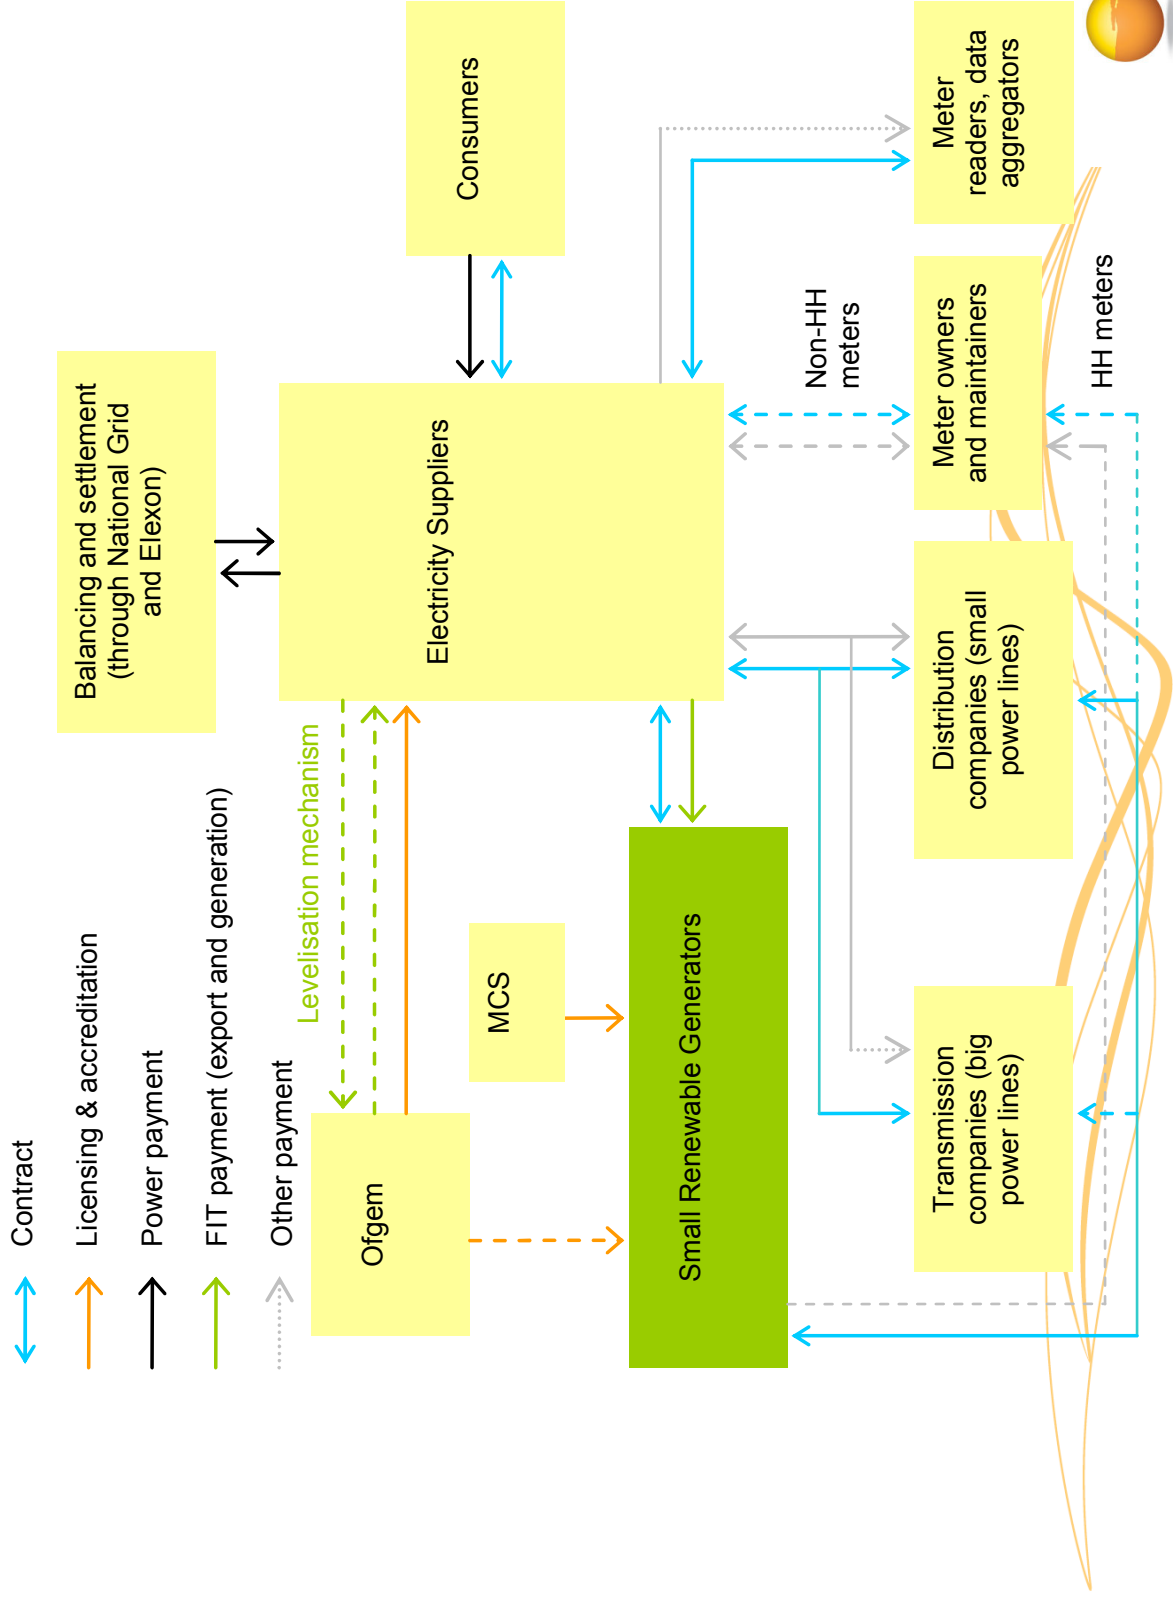 Contract
Licensing & accreditation
Power payment
FIT payment (export and generation)
Other payment
Levelisation mechanism
Balancing and settlement
(through National Grid
and Elexon)
Ofgem
MCS
Electricity Suppliers
Consumers
Small Renewable Generators
Non-HH
meters
Transmission
companies (big
power lines)
Distribution
companies (small
power lines)
Meter owners
and maintainers
Meter
readers, data
aggregators
HH meters